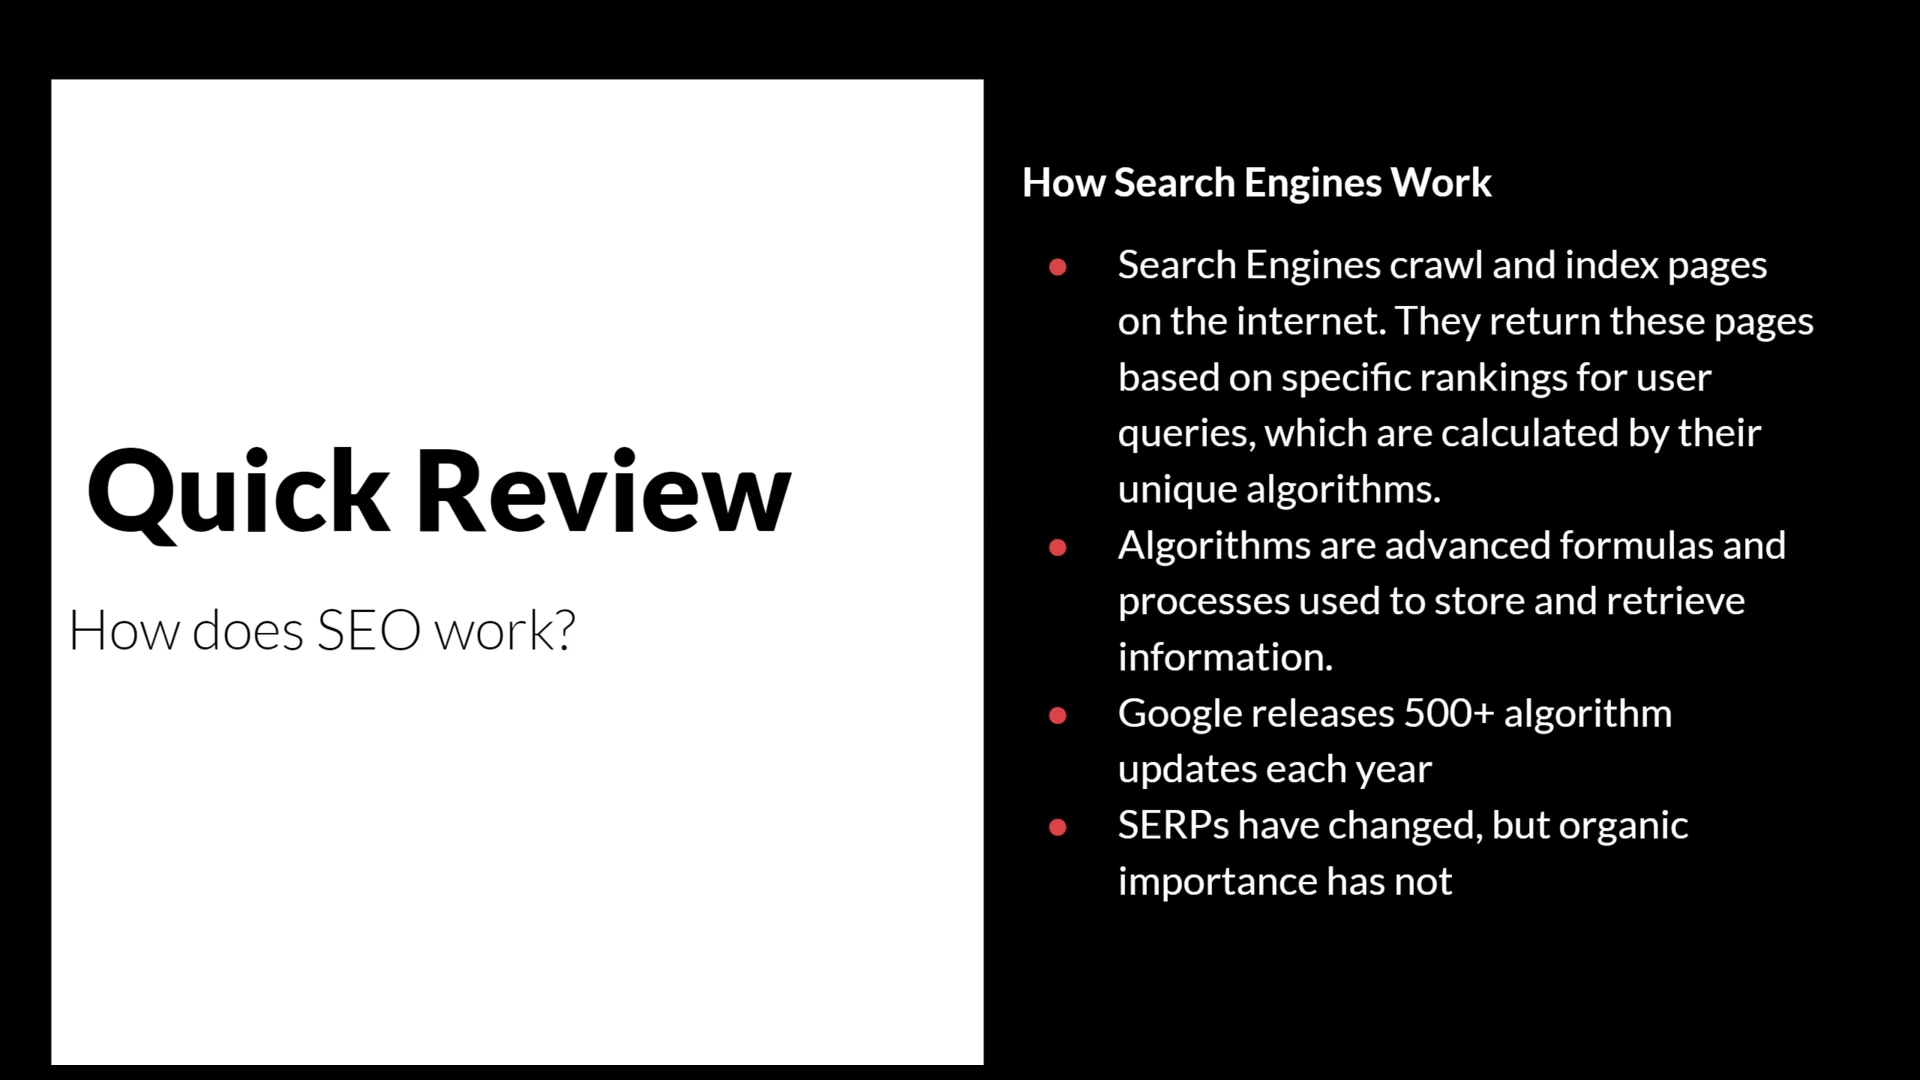 Quick Review
How does SEO work?
How Search Engines Work
● Search Engines crawl and index pages
on the internet. They return these pages
based on specific rankings for user
queries, which are calculated by their
unique algorithms.
● Algorithms are advanced formulas and
processes used to store and retrieve
information.
● Google releases 500+ algorithm
updates each year
● SERPs have changed, but organic
importance has not